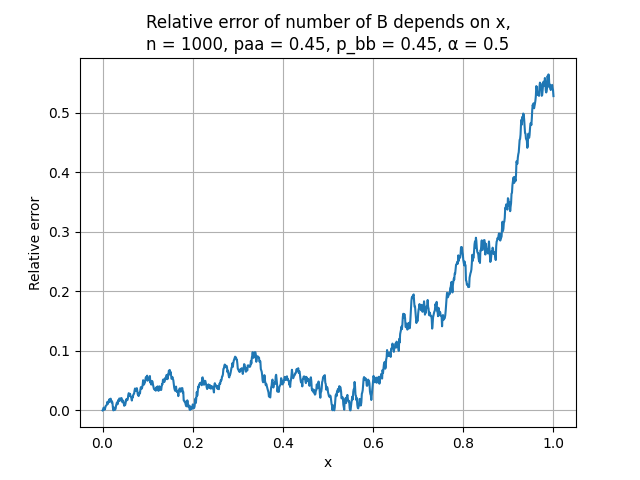 Relative error of number of B depends on x,
n = 1000, paa = 0.45, p_bb = 0.45, α = 0.5
Relative error
0.5
0.4
0.3
0.2
0.1
0.0
0.0 0.2 0.4 0.6 0.8 1.0
x